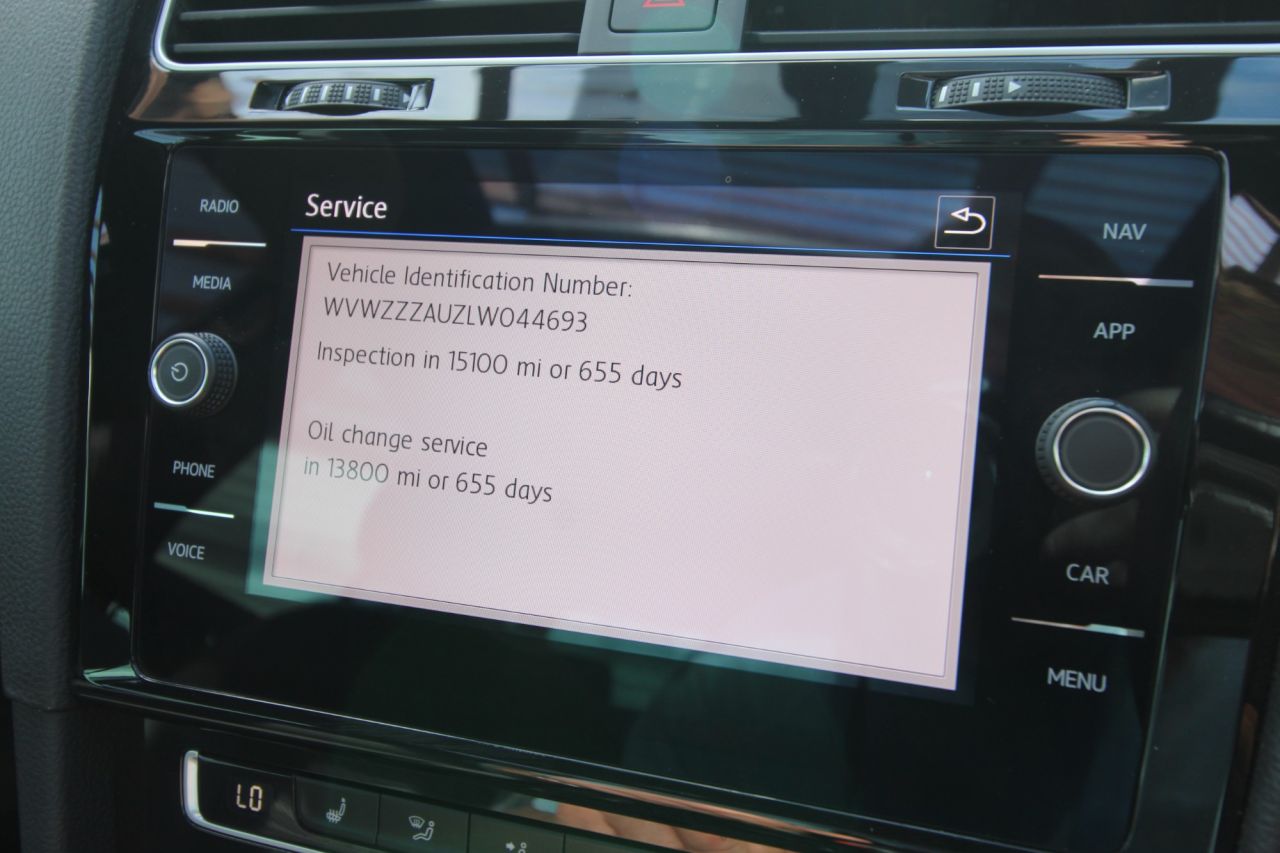 Service
Vehicle Identification Number:
WVWZZZAUZLW044693
Inspection in 15100 mi or 655 days
Oil change service
in 13800 mi or 655 days
RADIO
MEDIA
PHONE
VOICE
NAV
APP
CAR
MENU
LO